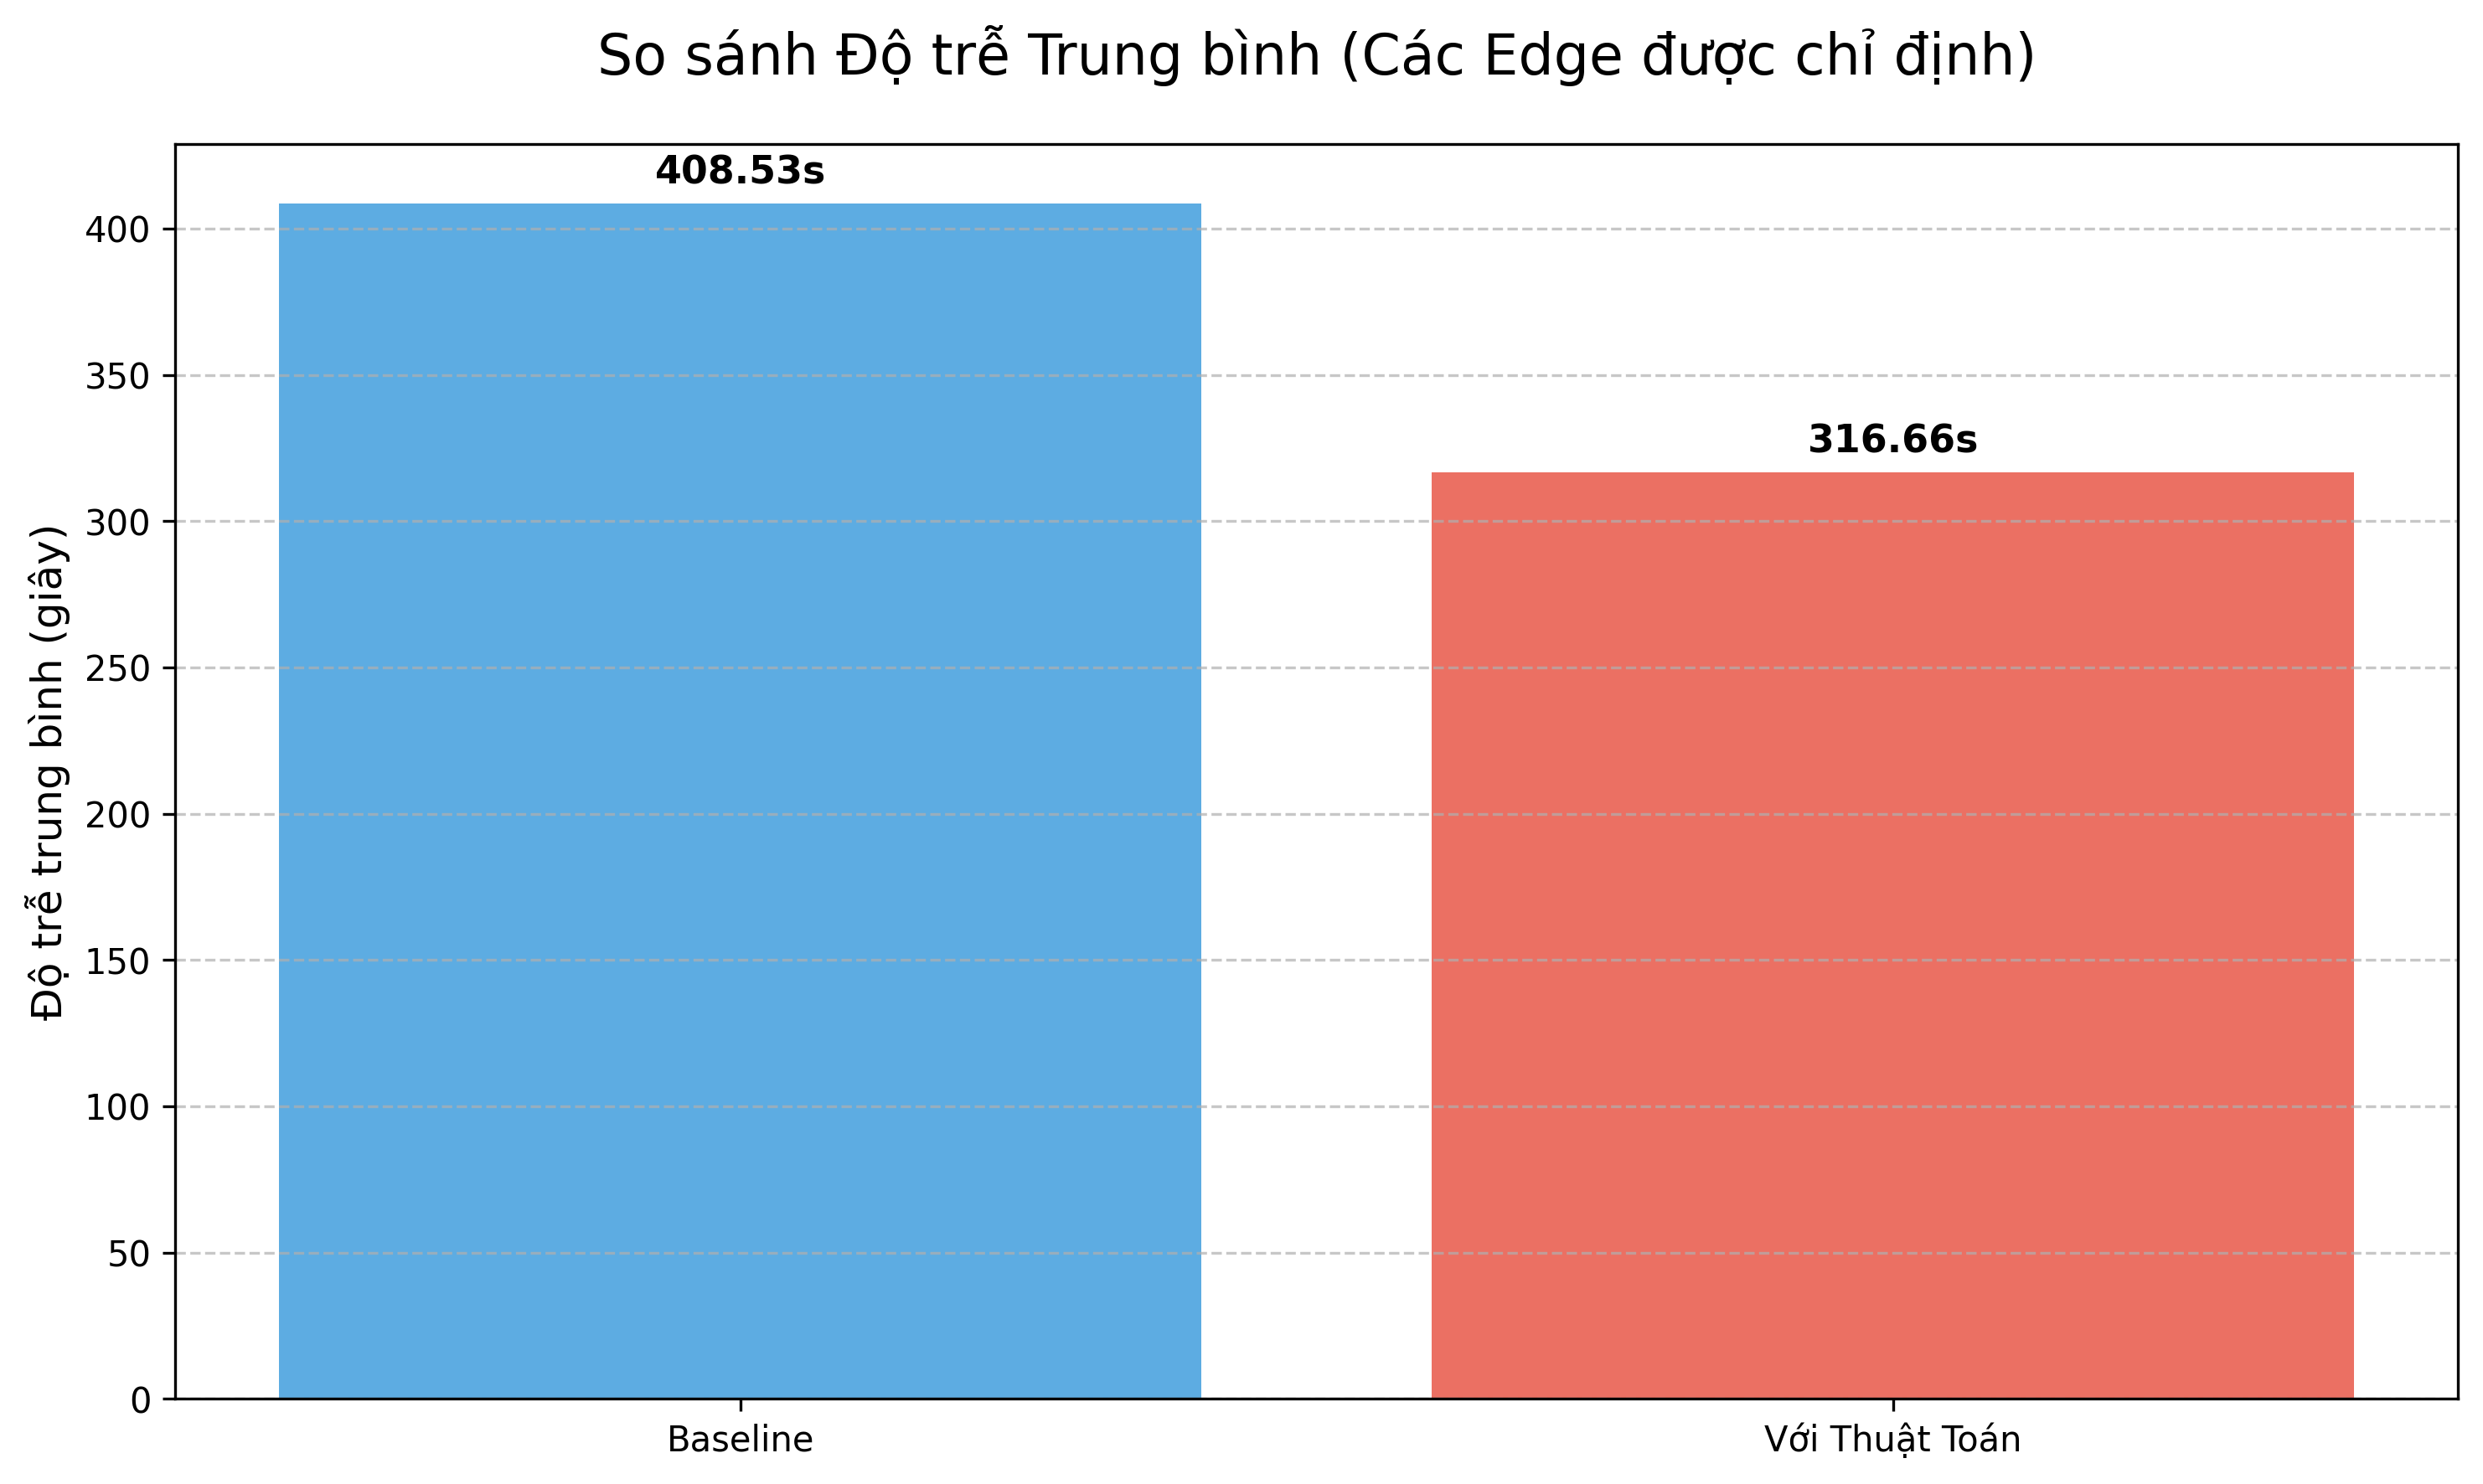 So sánh Độ trễ Trung bình (Các Edge được chỉ định)
408.53s
316.66s
400
350
300
250
200
150
100
50
0
Độ trễ trung bình (giây)
Baseline
Với Thuật Toán